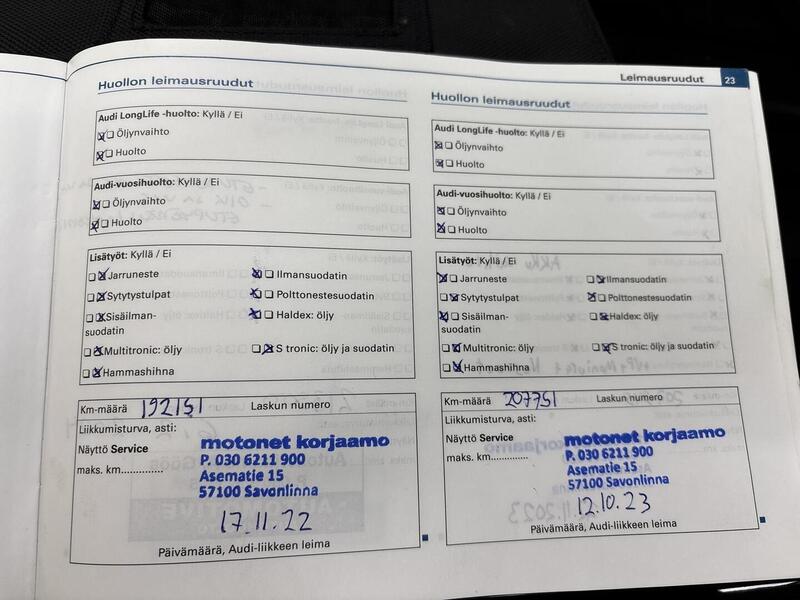 Leimausruudut 23
Huollon leimausruudut
Audi LongLife -huolto: Kyllä / Ei
Öljynvaihto
Huolto
Audi-vuosihuolto: Kyllä / Ei
Öljynvaihto
Huolto
Lisätyöt: Kyllä / Ei
Jarruneste Ilmansuodatin
Sytytystulpat Polttonestesuodatin
Sisäilman- Haldex: öljy
suodatin
Multitronic: öljy S tronic: öljy ja suodatin
Hammashihna
Km-määrä 192151 Laskun numero
Liikkumisturva, asti:
Näyttö Service
maks. km.............
motonet korjaamo
P. 030 6211 900
Asematie 15
57100 Savonlinna
17.11.22
Päivämäärä, Audi-liikkeen leima
Huollon leimausruudut
Audi LongLife -huolto: Kyllä / Ei
Öljynvaihto
Huolto
Audi-vuosihuolto: Kyllä / Ei
Öljynvaihto
Huolto
Lisätyöt: Kyllä / Ei
Jarruneste Ilmansuodatin
Sytytystulpat Polttonestesuodatin
Sisäilman- Haldex: öljy
suodatin
Multitronic: öljy S tronic: öljy ja suodatin
Hammashihna
Km-määrä 207751 Laskun numero
Liikkumisturva, asti:
Näyttö Service
maks. km.............
motonet korjaamo
P. 030 6211 900
Asematie 15
57100 Savonlinna
12.10.23
Päivämäärä, Audi-liikkeen leima